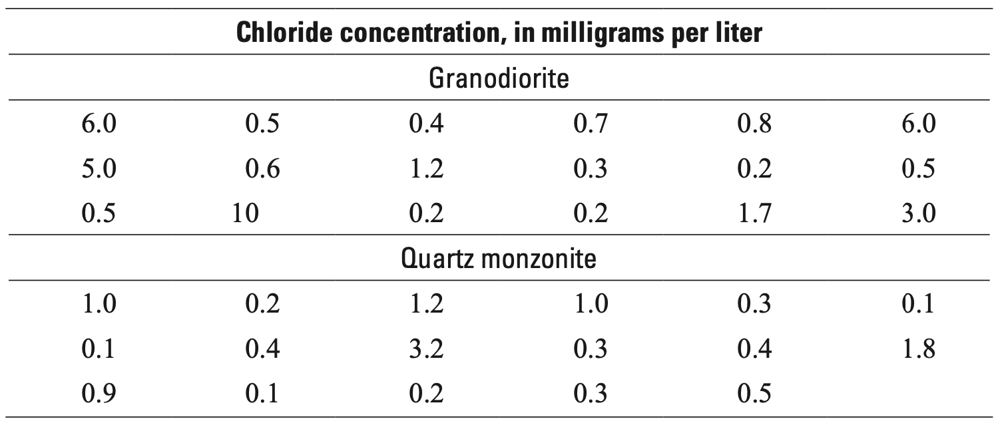 Chloride concentration, in milligrams per liter
Granodiorite
6.0 0.5 0.4 0.7 0.8 6.0
5.0 0.6 1.2 0.3 0.2 0.5
0.5 10 0.2 0.2 1.7 3.0
Quartz monzonite
1.0 0.2 1.2 1.0 0.3 0.1
0.1 0.4 3.2 0.3 0.4 1.8
0.9 0.1 0.2 0.3 0.5